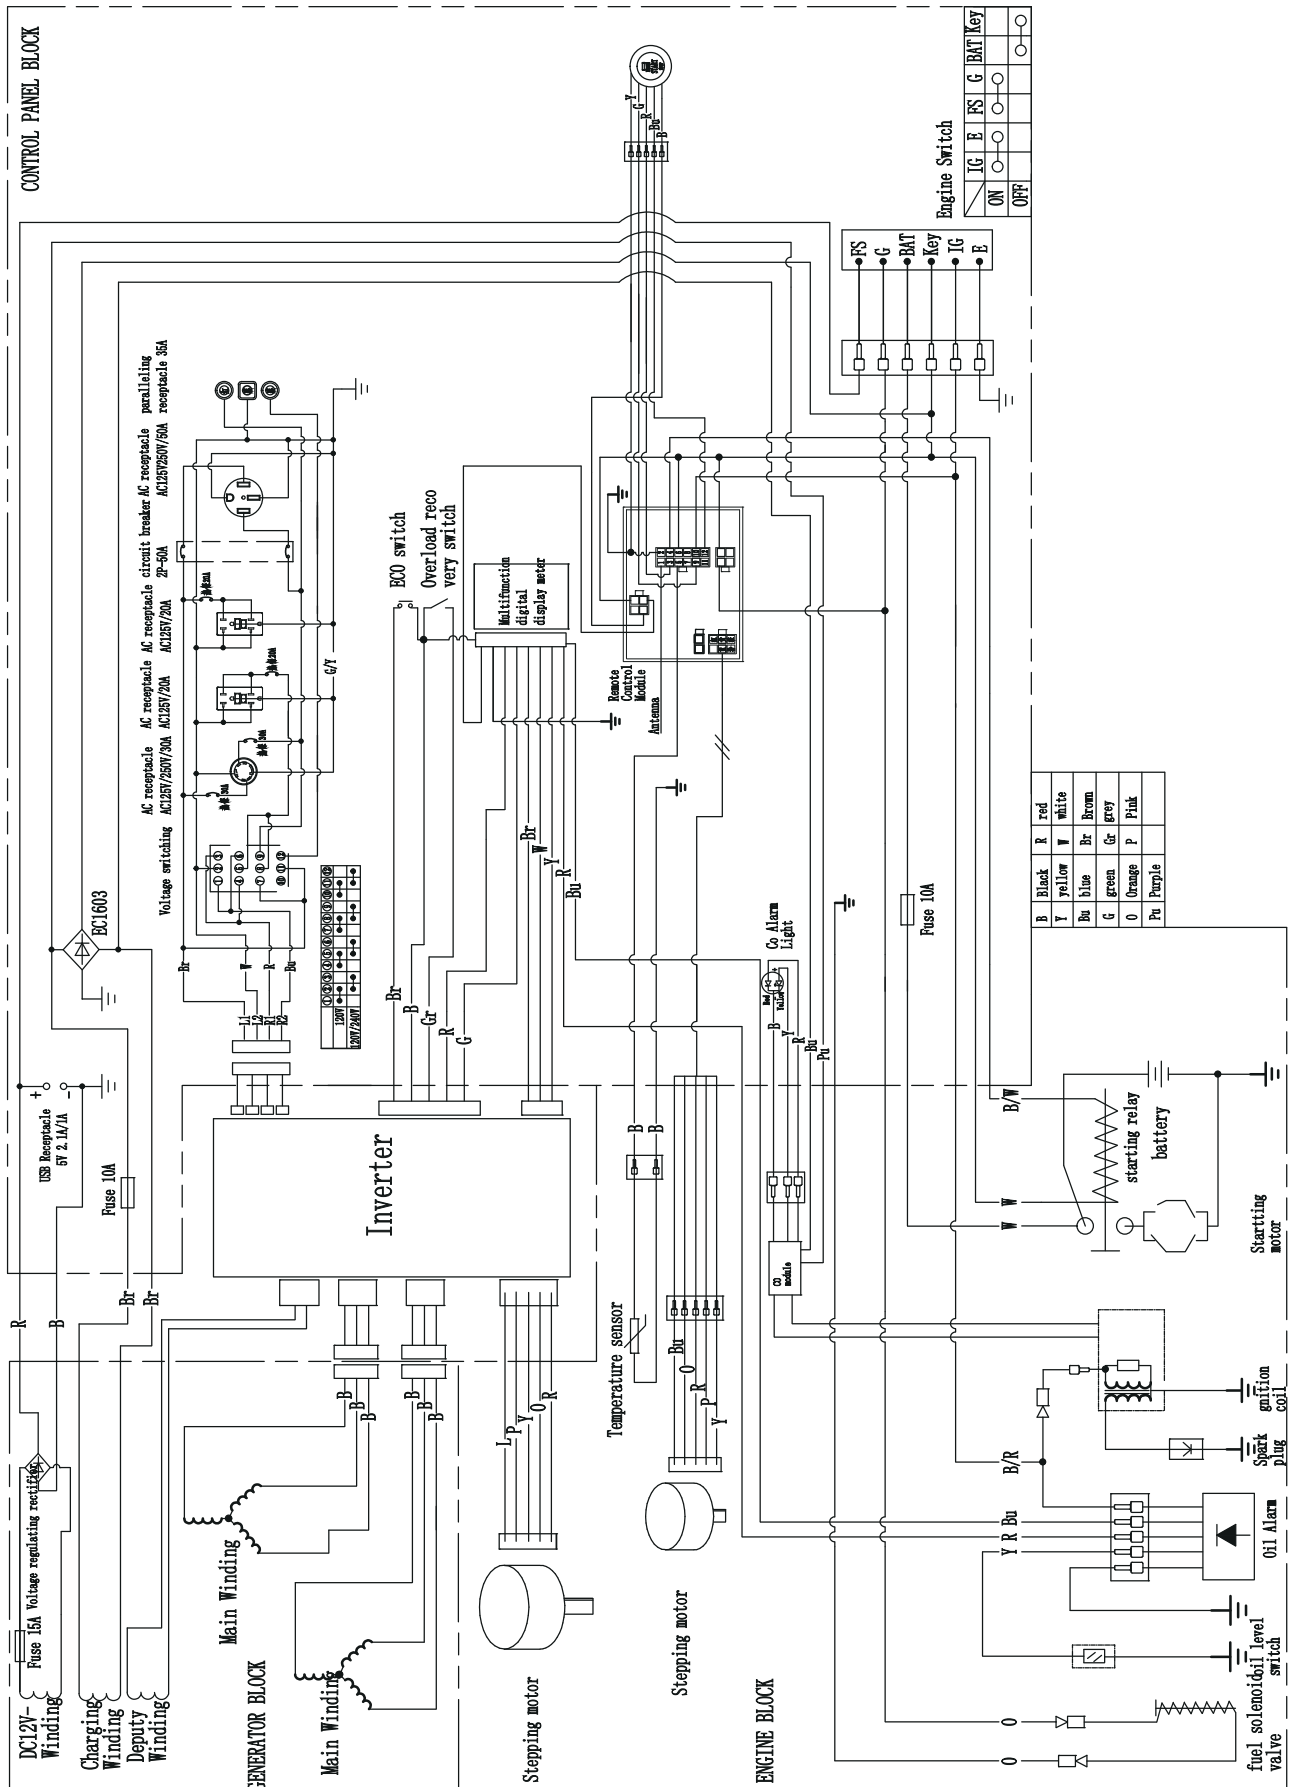 CONTROL PANEL BLOCK
Y
G
R
Bu
B
Engine Switch
IG E FS G BAT Key
ON
OFF
FS
G
BAT
Key
IG
E
EC1603
Voltage switching
AC receptacle
AC125V/250V/30A
AC receptacle
AC125V/20A
AC receptacle
AC125V/20A
circuit breaker
2P-50A
AC receptacle
AC125V250V/50A
paralleling
receptacle 35A
G/Y
Br
W
R
Bu
L1
L2
R1
R2
120V
120V/240V
ECO switch
Overload reco
very switch
Multifunction
digital
display meter
Remote
Control
Module
Antenna
Br
B
Gr
R
G
Br
W
Y
R
Bu
Co Alarm
Light
Red
Yellow
B
Y
R
Bu
Pu
Fuse 10A
B Black R red
Y yellow W white
Bu blue Br Brown
G green Gr grey
O Orange P Pink
Pu Purple
USB Receptacle
5V 2.1A/1A
+
-
Fuse 10A
Inverter
R
B
Br
Br
B
B
Temperature sensor
CO
module
B/W
W
W
starting relay
battery
Startting
motor
B
B
B
B
B
B
L
P
Y
O
R
Bu
O
R
P
Y
B/R
Bu
R
Y
gnition
coil
Spark
plug
Oil Alarm
oil level
switch
fuel solenoid
valve
O
O
Fuse 15A
Voltage regulating rectifier
DC12V-
Winding
Charging
Winding
Deputy
Winding
Main Winding
Main Winding
GENERATOR BLOCK
Stepping motor
Stepping motor
ENGINE BLOCK